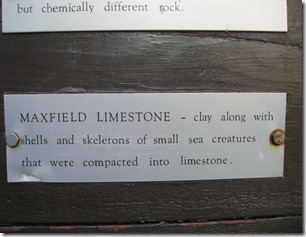 but chemically different rock.
MAXFIELD LIMESTONE - clay along with
shells and skeletons of small sea creatures
that were compacted into limestone.